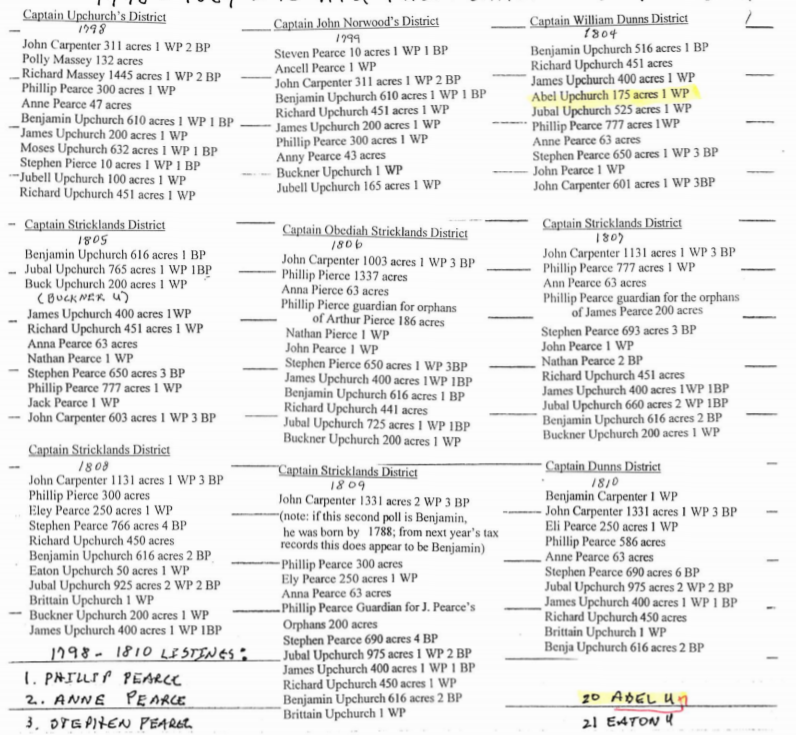 Captain Upchurch's District
1798
John Carpenter 311 acres 1 WP 2 BP
Polly Massey 132 acres
Richard Massey 1445 acres 1 WP 2 BP
Phillip Pearce 300 acres 1 WP
Anne Pearce 47 acres
Benjamin Upchurch 610 acres 1 WP 1 BP
James Upchurch 200 acres 1 WP
Moses Upchurch 632 acres 1 WP 1 BP
Stephen Pierce 10 acres 1 WP 1 BP
Jubell Upchurch 100 acres 1 WP
Richard Upchurch 451 acres 1 WP
Captain John Norwood's District
1799
Steven Pearce 10 acres 1 WP 1 BP
Ancell Pearce 1 WP
John Carpenter 311 acres 1 WP 2 BP
Benjamin Upchurch 610 acres 1 WP 1 BP
Richard Upchurch 451 acres 1 WP
James Upchurch 200 acres 1 WP
Phillip Pearce 300 acres 1 WP
Anny Pearce 43 acres
Buckner Upchurch 1 WP
Jubell Upchurch 165 acres 1 WP
Captain William Dunns District
1804
Benjamin Upchurch 516 acres 1 BP
Richard Upchurch 451 acres
James Upchurch 400 acres 1 WP
Abel Upchurch 175 acres 1 WP
Jubal Upchurch 525 acres 1 WP
Phillip Pearce 777 acres 1WP
Anne Pearce 63 acres
Stephen Pearce 650 acres 1 WP 3 BP
John Pearce 1 WP
John Carpenter 601 acres 1 WP 3BP
Captain Stricklands District
1805
Benjamin Upchurch 616 acres 1 BP
Jubal Upchurch 765 acres 1 WP 1BP
Buck Upchurch 200 acres 1 WP
(BUCKNER U)
James Upchurch 400 acres 1WP
Richard Upchurch 451 acres 1 WP
Anna Pearce 63 acres
Nathan Pearce 1 WP
Stephen Pearce 650 acres 3 BP
Phillip Pearce 777 acres 1 WP
Jack Pearce 1 WP
John Carpenter 603 acres 1 WP 3 BP
Captain Obediah Stricklands District
1806
John Carpenter 1003 acres 1 WP 3 BP
Phillip Pierce 1337 acres
Anna Pierce 63 acres
Phillip Pierce guardian for orphans
of Arthur Pierce 186 acres
Nathan Pierce 1 WP
John Pearce 1 WP
Stephen Pierce 650 acres 1 WP 3BP
James Upchurch 400 acres 1WP 1BP
Benjamin Upchurch 616 acres 1 BP
Richard Upchurch 441 acres
Jubal Upchurch 725 acres 1WP 1BP
Buckner Upchurch 200 acres 1 WP
Captain Stricklands District
1807
John Carpenter 1131 acres 1 WP 3 BP
Phillip Pearce 777 acres 1 WP
Ann Pearce 63 acres
Phillip Pearce guardian for the orphans
of James Pearce 200 acres
Stephen Pearce 693 acres 3 BP
John Pearce 1 WP
Nathan Pearce 2 BP
Richard Upchurch 451 acres
James Upchurch 400 acres 1WP 1BP
Jubal Upchurch 660 acres 2 WP 1BP
Benjamin Upchurch 616 acres 2 BP
Buckner Upchurch 200 acres 1 WP
Captain Stricklands District
1808
John Carpenter 1131 acres 1 WP 3 BP
Phillip Pierce 300 acres
Eley Pearce 250 acres 1 WP
Stephen Pearce 766 acres 4 BP
Richard Upchurch 450 acres
Benjamin Upchurch 616 acres 2 BP
Eaton Upchurch 50 acres 1 WP
Jubal Upchurch 925 acres 2 WP 2 BP
Brittain Upchurch 1 WP
Buckner Upchurch 200 acres 1 WP
James Upchurch 400 acres 1 WP 1BP
1798 - 1810 LISTINGS:
1. PHILLIP PEARCE
2. ANNE PEARCE
3. STEPHEN PEARCE
Captain Stricklands District
1809
John Carpenter 1331 acres 2 WP 3 BP
(note: if this second poll is Benjamin,
he was born by 1788; from next year's tax
records this does appear to be Benjamin)
Phillip Pearce 300 acres
Ely Pearce 250 acres 1 WP
Anna Pearce 63 acres
Phillip Pearce Guardian for J. Pearce's
Orphans 200 acres
Stephen Pearce 690 acres 4 BP
Jubal Upchurch 975 acres 1 WP 2 BP
James Upchurch 400 acres 1 WP 1 BP
Richard Upchurch 450 acres 1 WP
Benjamin Upchurch 616 acres 2 BP
Brittain Upchurch 1 WP
Captain Dunns District
1810
Benjamin Carpenter 1 WP
John Carpenter 1331 acres 1 WP 3 BP
Eli Pearce 250 acres 1 WP
Phillip Pearce 586 acres
Anne Pearce 63 acres
Stephen Pearce 690 acres 6 BP
Jubal Upchurch 975 acres 2 WP 2 BP
James Upchurch 400 acres 1 WP 1 BP
Richard Upchurch 450 acres
Brittain Upchurch 1 WP
Benja Upchurch 616 acres 2 BP
20 ABEL U
21 EATON U